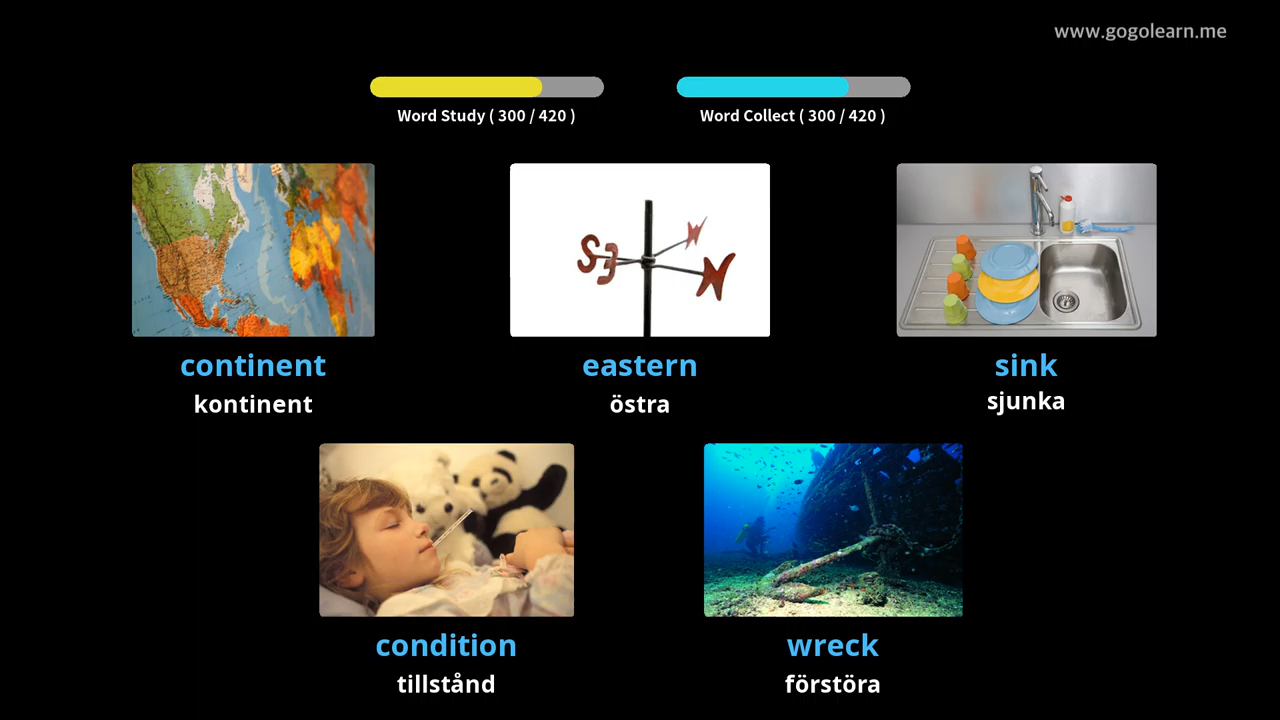 www.gogolearn.me
Word Study ( 300 / 420 )
Word Collect ( 300 / 420 )
S E N W
continent
eastern
sink
kontinent
östra
sjunka
condition
wreck
tillstånd
förstöra